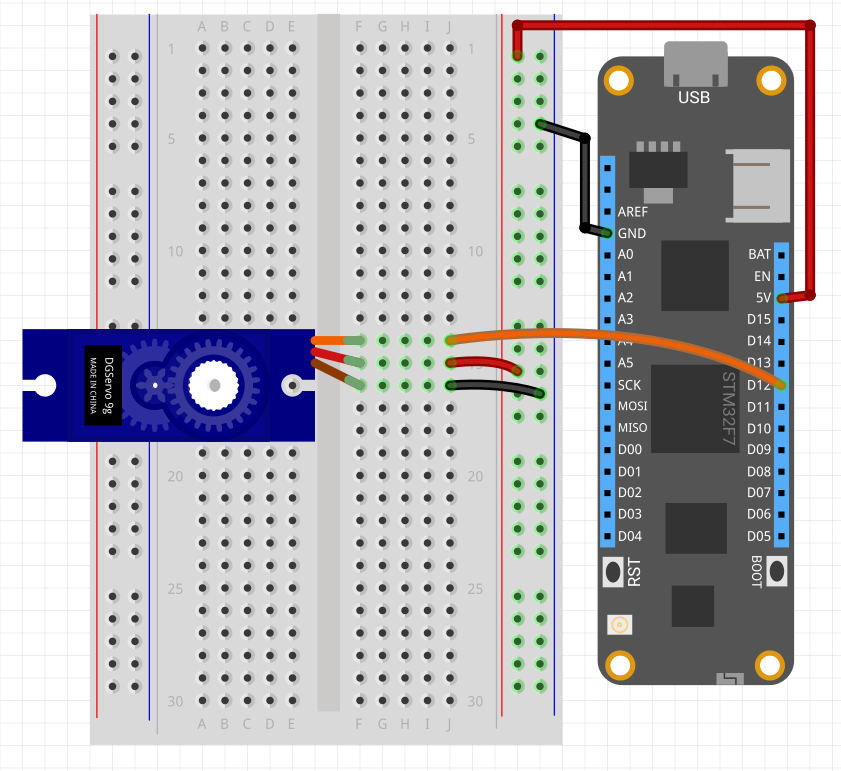 A B C D E F G H I J
1 1
USB
5 5
AREF
GND
10 10
A0 BAT
A1 EN
A2 5V
A3 D15
D14
A5 D13
SCK D12
MOSI D11
MISO D10
D00 D09
D01 D08
D02 D07
D03 D06
D04 D05
STM32F7
DGServo 9g
MADE IN CHINA
20 20
25 25
RST BOOT
30 30
A B C D E F G H I J